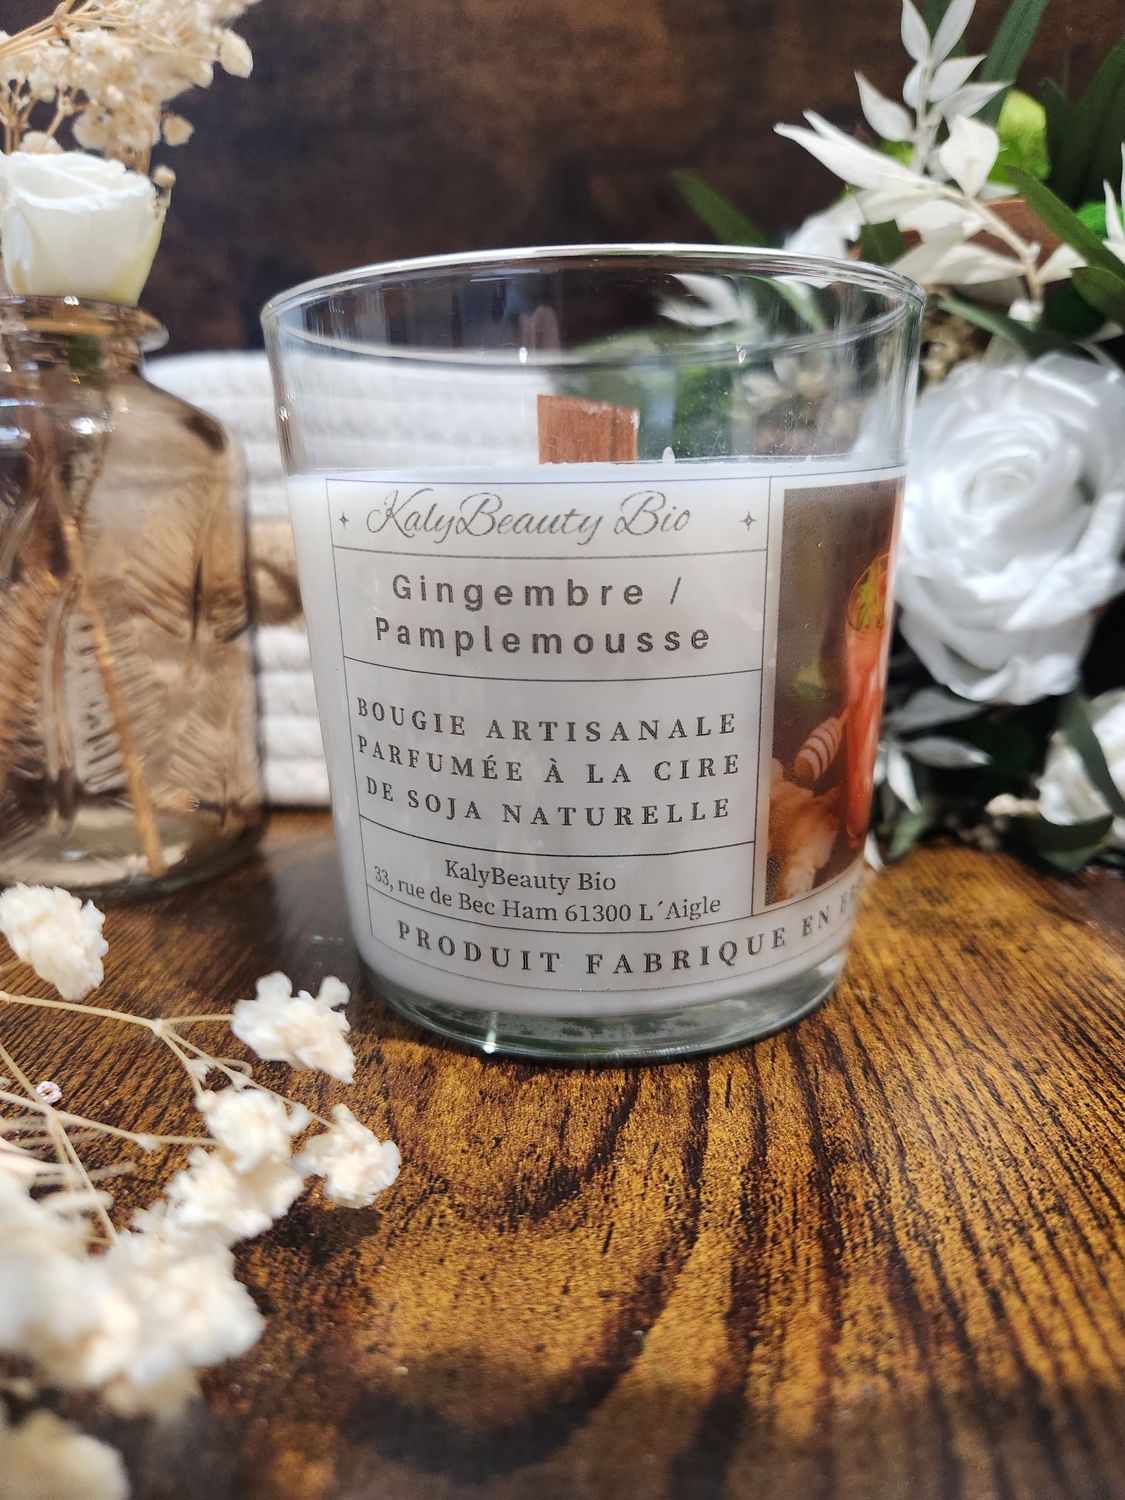 KalyBeauty Bio
Gingembre /
Pamplemousse
BOUGIE ARTISANALE
PARFUMÉE À LA CIRE
DE SOJA NATURELLE
KalyBeauty Bio
33, rue de Bec Ham 61300 L´Aigle
PRODUIT FABRIQUE EN